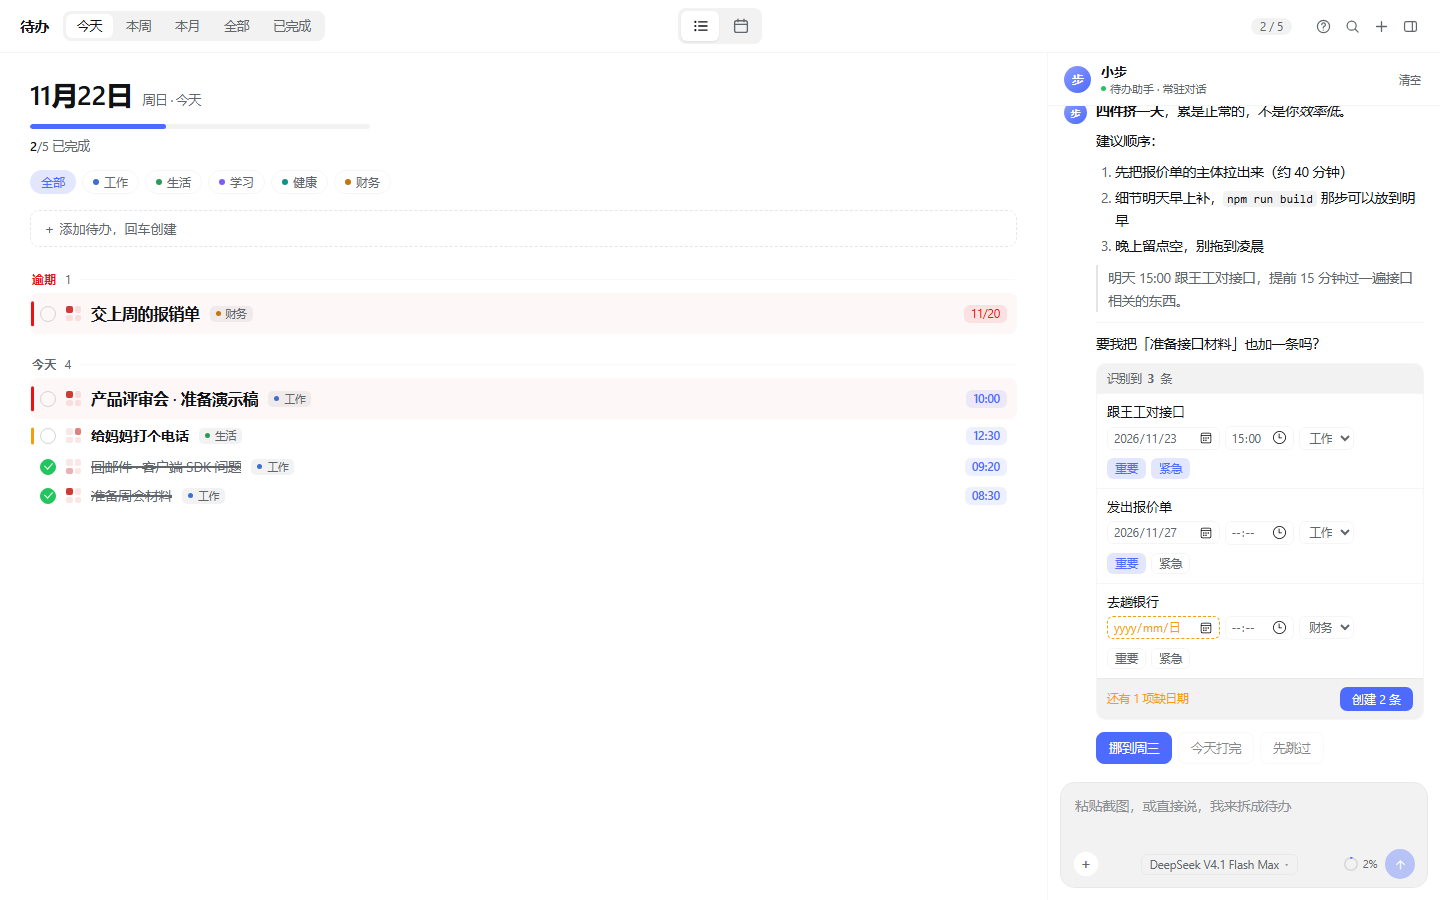 待办 今天 本周 本月 全部 已完成 2 / 5
11月22日 周日 · 今天
2/5 已完成
全部 工作 生活 学习 健康 财务
+ 添加待办，回车创建
逾期 1
交上周的报销单 财务 11/20
今天 4
产品评审会 · 准备演示稿 工作 10:00
给妈妈打个电话 生活 12:30
回邮件 · 客户端 SDK 问题 工作 09:20
准备周会材料 工作 08:30
步 小步 清空
待办助手 · 常驻对话
步 四件挤一天，累是正常的，不是你效率低。
建议顺序：
1. 先把报价单的主体拉出来（约 40 分钟）
2. 细节明天早上补，npm run build 那步可以放到明
早
3. 晚上留点空，别拖到凌晨
明天 15:00 跟王工对接口，提前 15 分钟过一遍接口
相关的东西。
要我把「准备接口材料」也加一条吗？
识别到 3 条
跟王工对接口
2026/11/23 15:00 工作
重要 紧急
发出报价单
2026/11/27 --:-- 工作
重要 紧急
去趟银行
yyyy/mm/日 --:-- 财务
重要 紧急
还有 1 项缺日期 创建 2 条
挪到周三 今天打完 先跳过
粘贴截图，或直接说，我来拆成待办
+ DeepSeek V4.1 Flash Max 2%